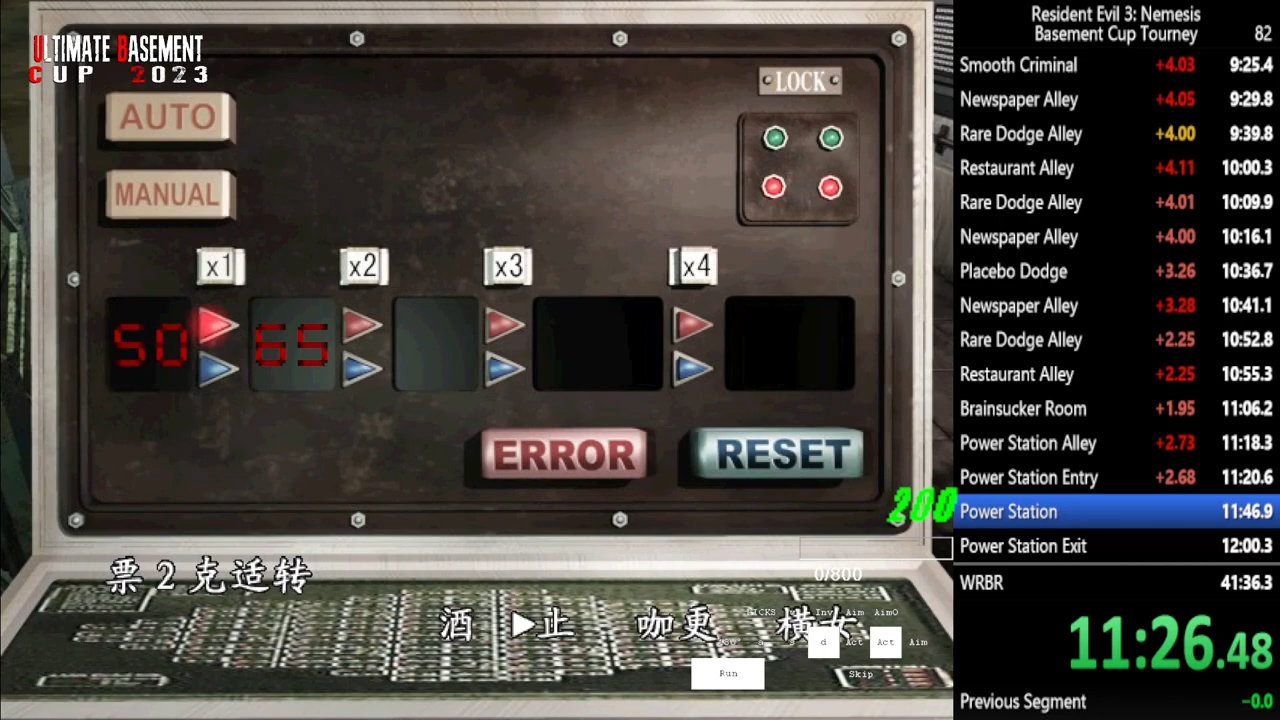 ULTIMATE BASEMENT
CUP 2023
AUTO
MANUAL
LOCK
x1
x2
x3
x4
50
65
ERROR
RESET
200
票2克适转
酒 ▶止 咖更 横女
0/800
Inv Aim AimO
d Act Act Aim
Run
Skip
Resident Evil 3: Nemesis
Basement Cup Tourney 82
Smooth Criminal +4.03 9:25.4
Newspaper Alley +4.05 9:29.8
Rare Dodge Alley +4.00 9:39.8
Restaurant Alley +4.11 10:00.3
Rare Dodge Alley +4.01 10:09.9
Newspaper Alley +4.00 10:16.1
Placebo Dodge +3.26 10:36.7
Newspaper Alley +3.28 10:41.1
Rare Dodge Alley +2.25 10:52.8
Restaurant Alley +2.25 10:55.3
Brainsucker Room +1.95 11:06.2
Power Station Alley +2.73 11:18.3
Power Station Entry +2.68 11:20.6
Power Station 11:46.9
Power Station Exit 12:00.3
WRBR 41:36.3
11:26.48
Previous Segment −0.0